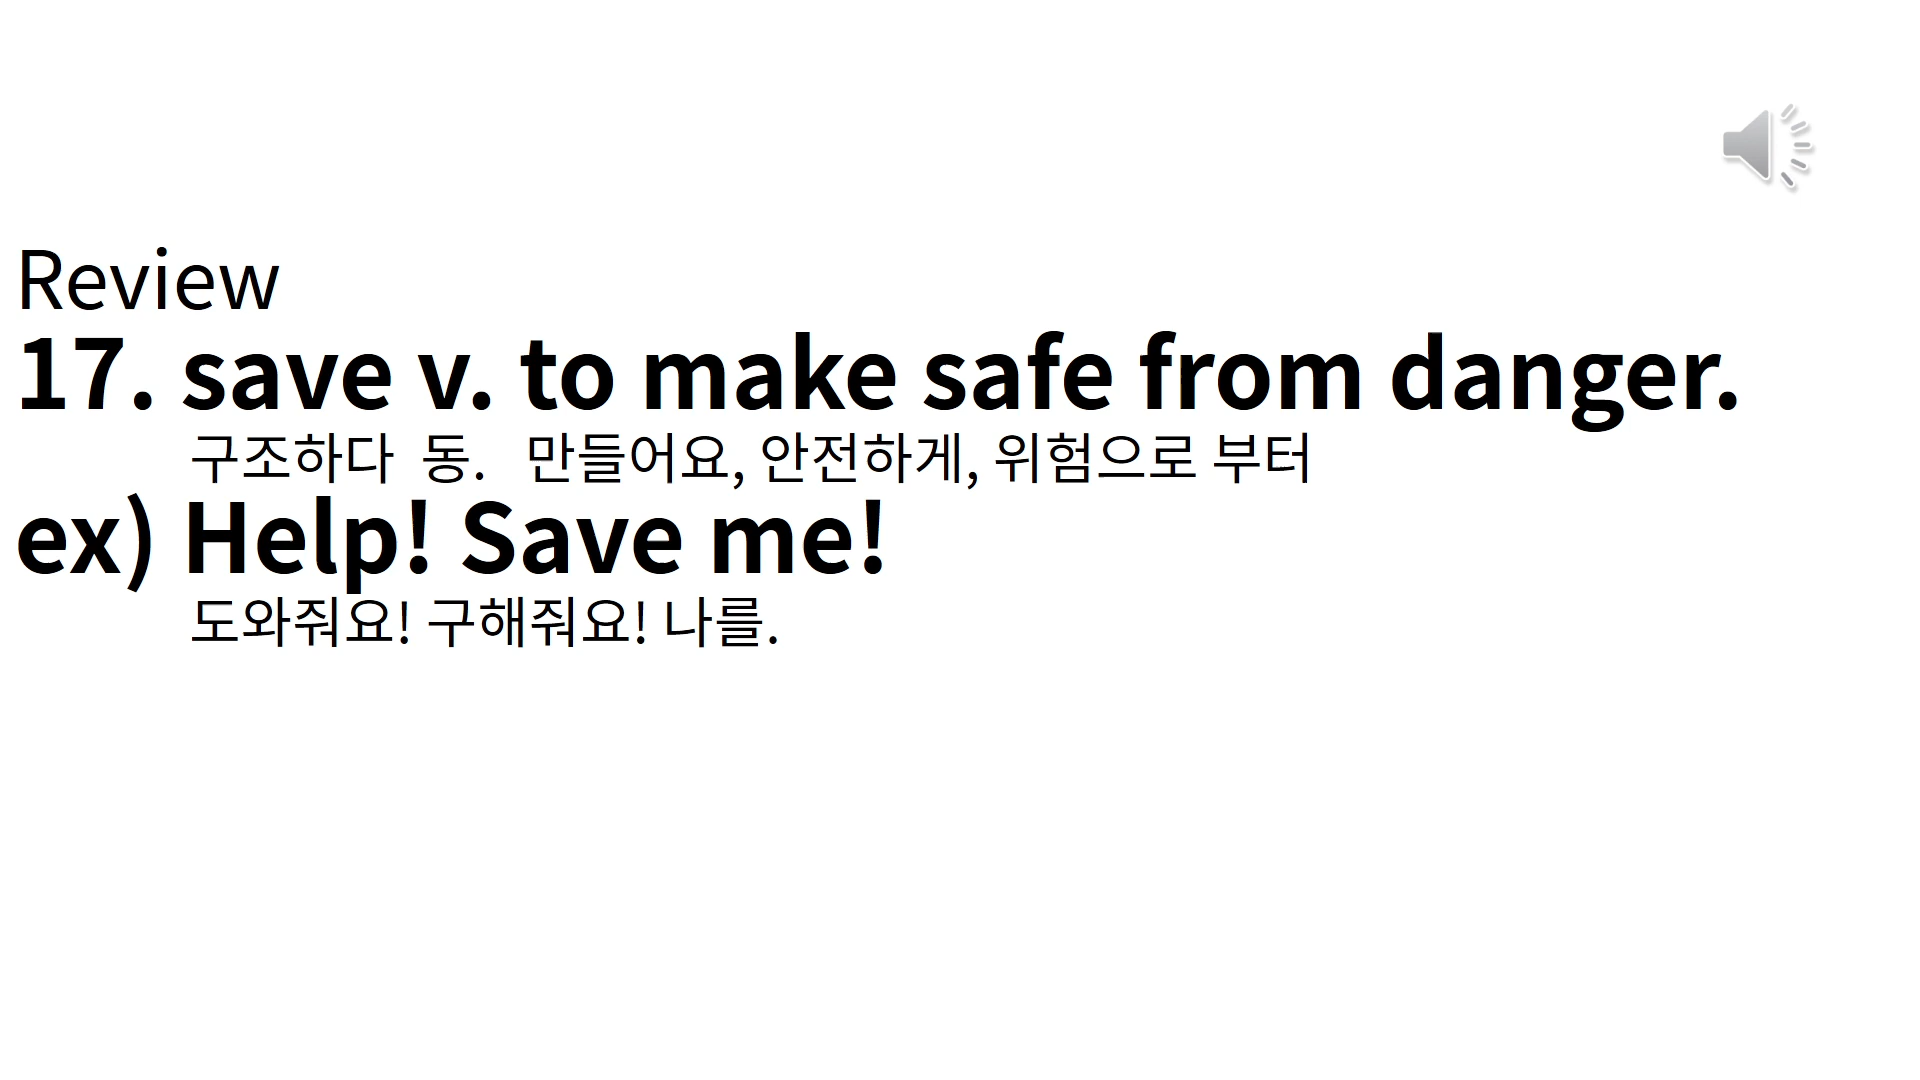 Review
17. save v. to make safe from danger.
구조하다 동. 만들어요, 안전하게, 위험으로 부터
ex) Help! Save me!
도와줘요! 구해줘요! 나를.